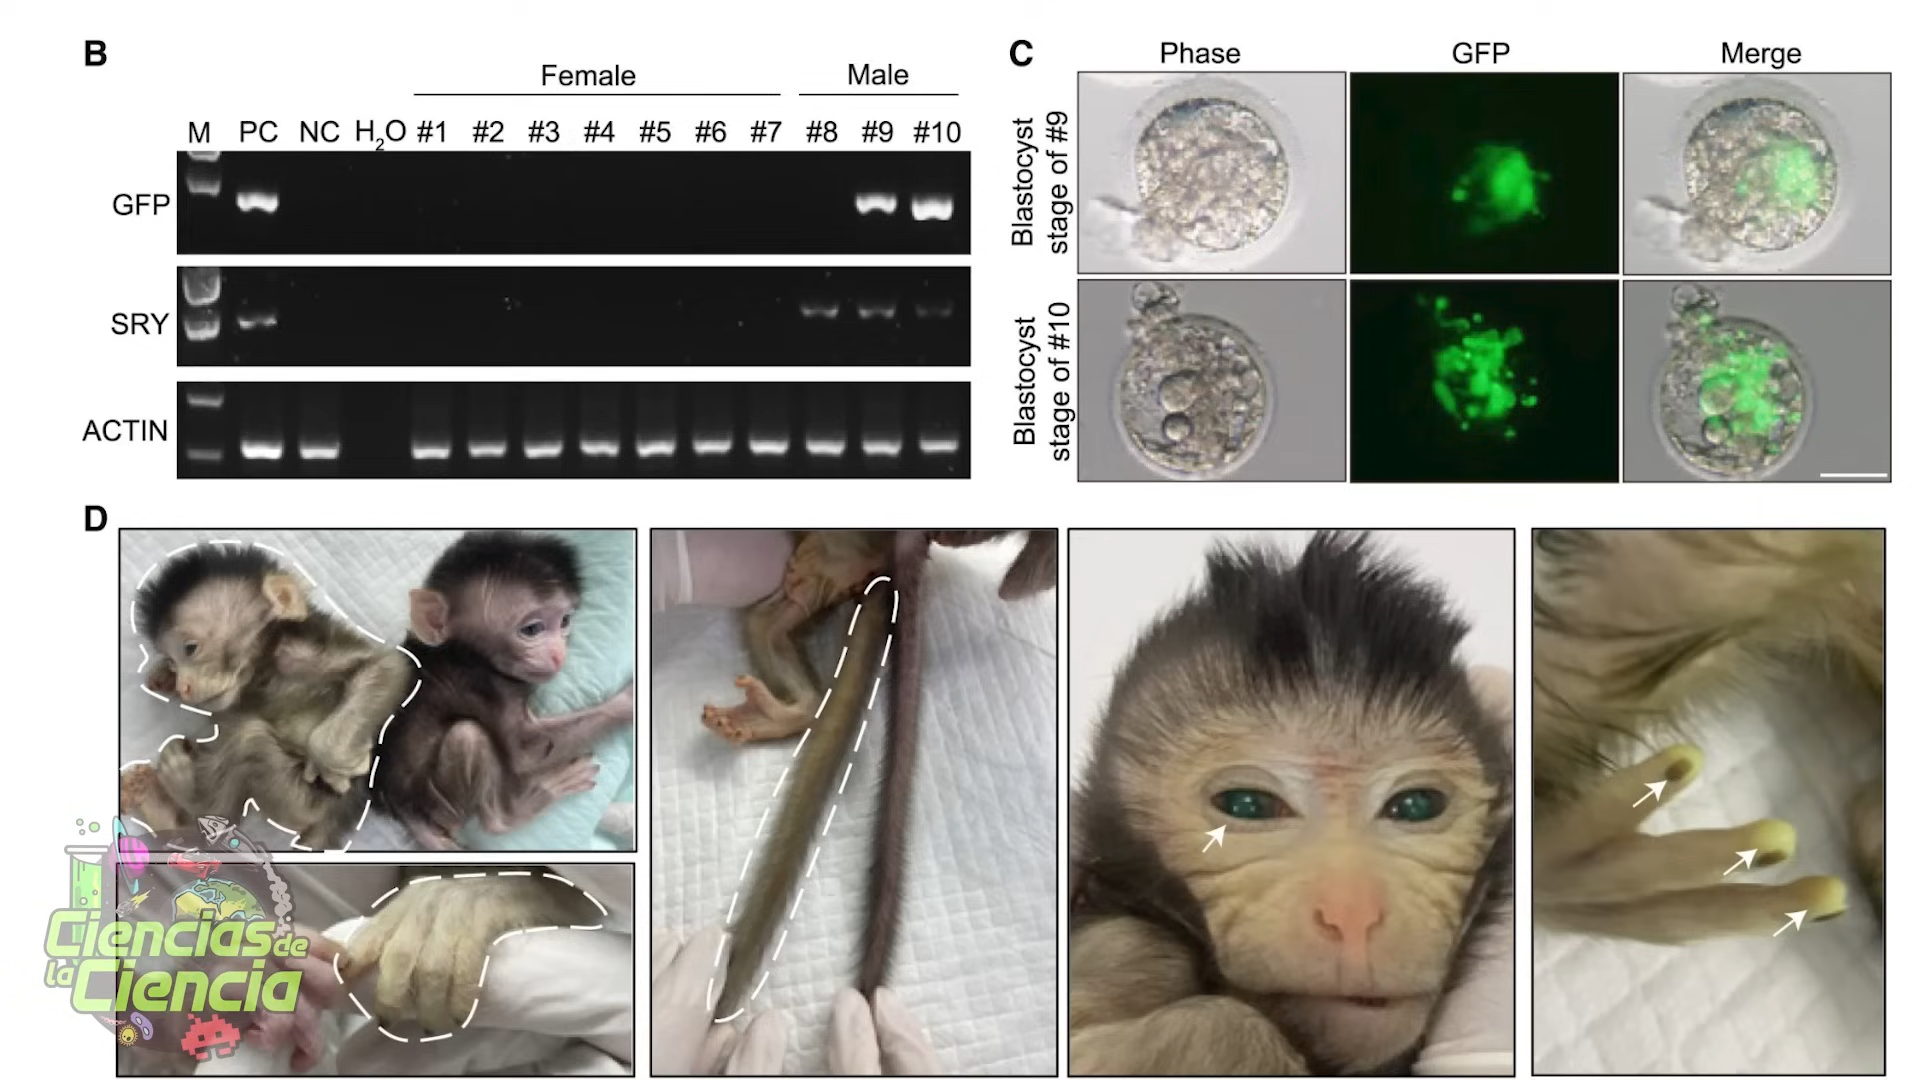 B
Female
Male
M PC NC H₂O #1 #2 #3 #4 #5 #6 #7 #8 #9 #10
GFP
SRY
ACTIN
C
Phase GFP Merge
Blastocyst
stage of #9
Blastocyst
stage of #10
D
Ciencias de
la Ciencia